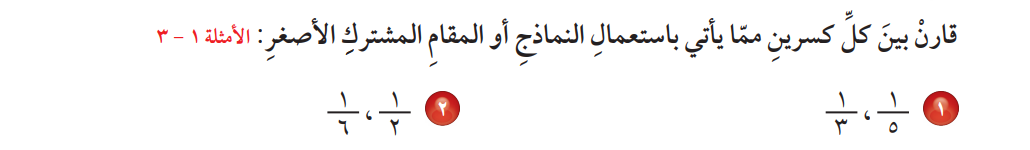 قارنْ بينَ كلِّ كسرينِ ممّا يأتي باستعمالِ النماذجِ أو المقامِ المشتركِ الأصغرِ: الأمثلة ١ – ٣
١ ١/٥ ، ١/٣ ٢ ١/٢ ، ١/٦